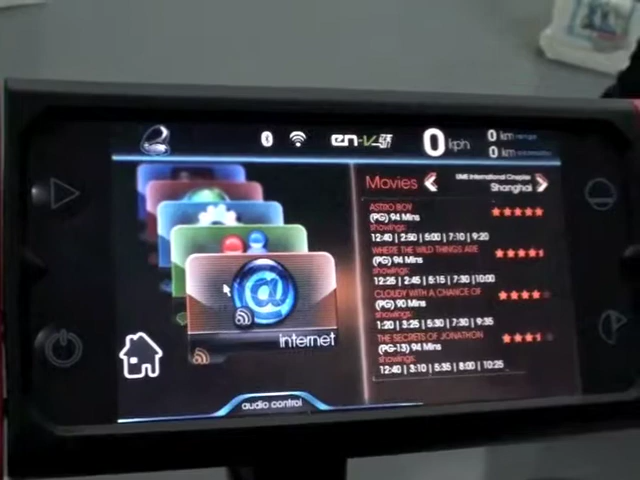 en-v
0 kph
0 km
0 km
Movies
UME International Cineplex
Shanghai
ASTRO BOY
(PG) 94 Mins
showings:
12:40 | 2:50 | 5:00 | 7:10 | 9:20
WHERE THE WILD THINGS ARE
(PG) 94 Mins
showings:
12:25 | 2:45 | 5:15 | 7:30 |10:00
CLOUDY WITH A CHANCE OF
(PG) 90 Mins
showings:
1:20 | 3:25 | 5:30 | 7:30 | 9:35
THE SECRETS OF JONATHON
(PG-13) 94 Mins
showings:
12:40 | 3:10 | 5:35 | 8:00 | 10:25
@
internet
audio control